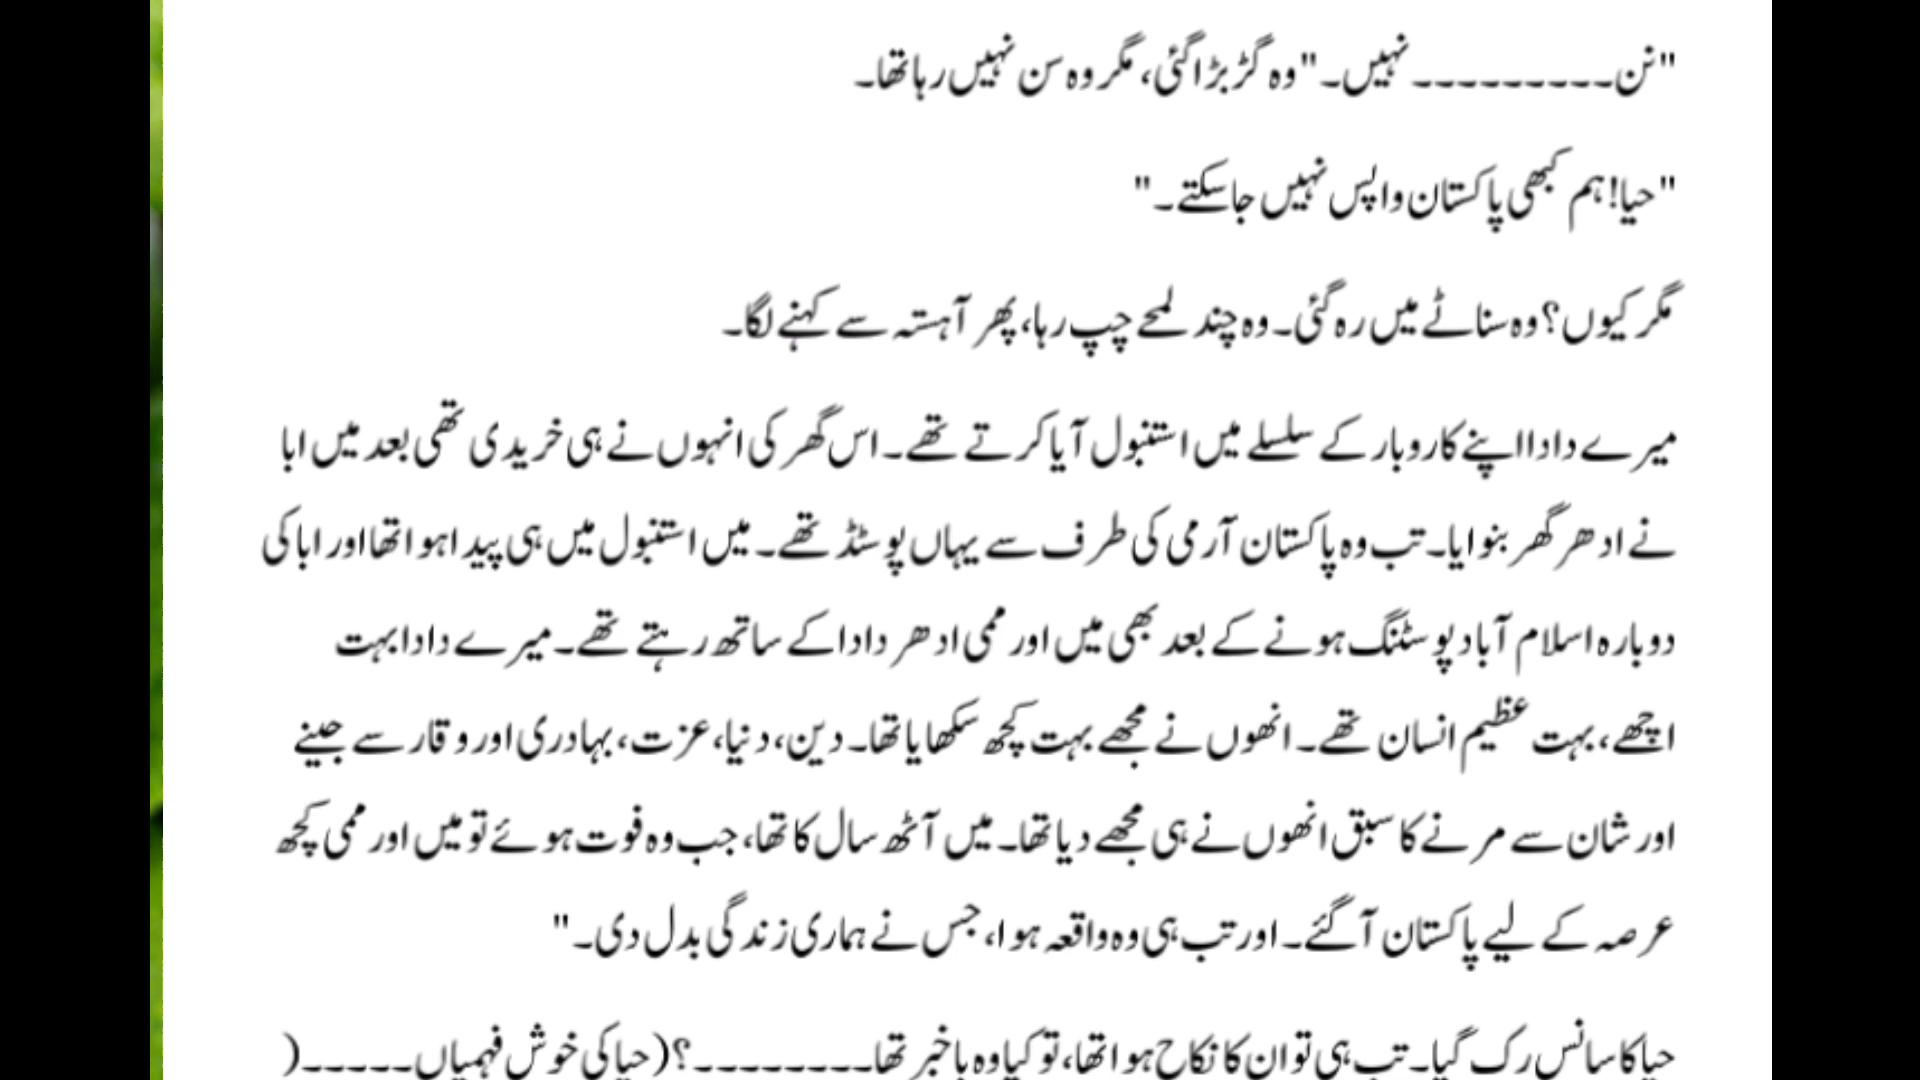 "نن--------- نہیں۔" وہ گڑبڑا گئی، مگر وہ سن نہیں رہا تھا۔
"حیا! ہم کبھی پاکستان واپس نہیں جا سکتے۔"
مگر کیوں؟ وہ سناٹے میں رہ گئی۔ وہ چند لمحے چپ رہا، پھر آہستہ سے کہنے لگا۔
میرے دادا اپنے کاروبار کے سلسلے میں استنبول آیا کرتے تھے۔ اس گھر کی انہوں نے ہی خریدی تھی بعد میں ابا
نے ادھر گھر بنوایا۔ تب وہ پاکستان آرمی کی طرف سے یہاں پوسٹڈ تھے۔ میں استنبول میں ہی پیدا ہوا تھا اور ابا کی
دوبارہ اسلام آباد پوسٹنگ ہونے کے بعد بھی میں اور ممی ادھر دادا کے ساتھ رہتے تھے۔ میرے دادا بہت
اچھے، بہت عظیم انسان تھے۔ انھوں نے مجھے بہت کچھ سکھایا تھا۔ دین، دنیا، عزت، بہادری اور وقار سے جینے
اور شان سے مرنے کا سبق انھوں نے ہی مجھے دیا تھا۔ میں آٹھ سال کا تھا، جب وہ فوت ہوئے تو میں اور ممی کچھ
عرصہ کے لیے پاکستان آ گئے۔ اور تب ہی وہ واقعہ ہوا، جس نے ہماری زندگی بدل دی۔"
حیا کا سانس رک گیا۔ تب ہی تو ان کا نکاح ہوا تھا، تو کیا وہ باخبر تھا--------؟ (حیا کی خوش فہمیاں-----(